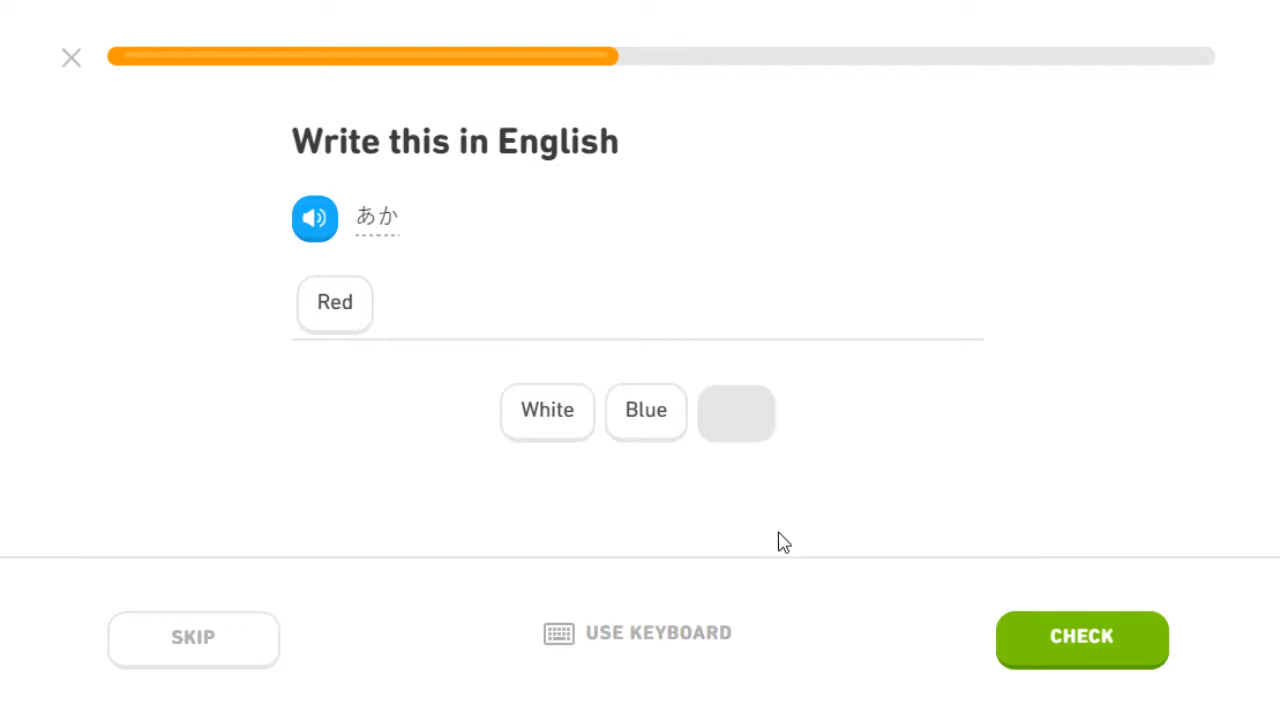 Write this in English
あか
Red
White Blue
SKIP USE KEYBOARD CHECK